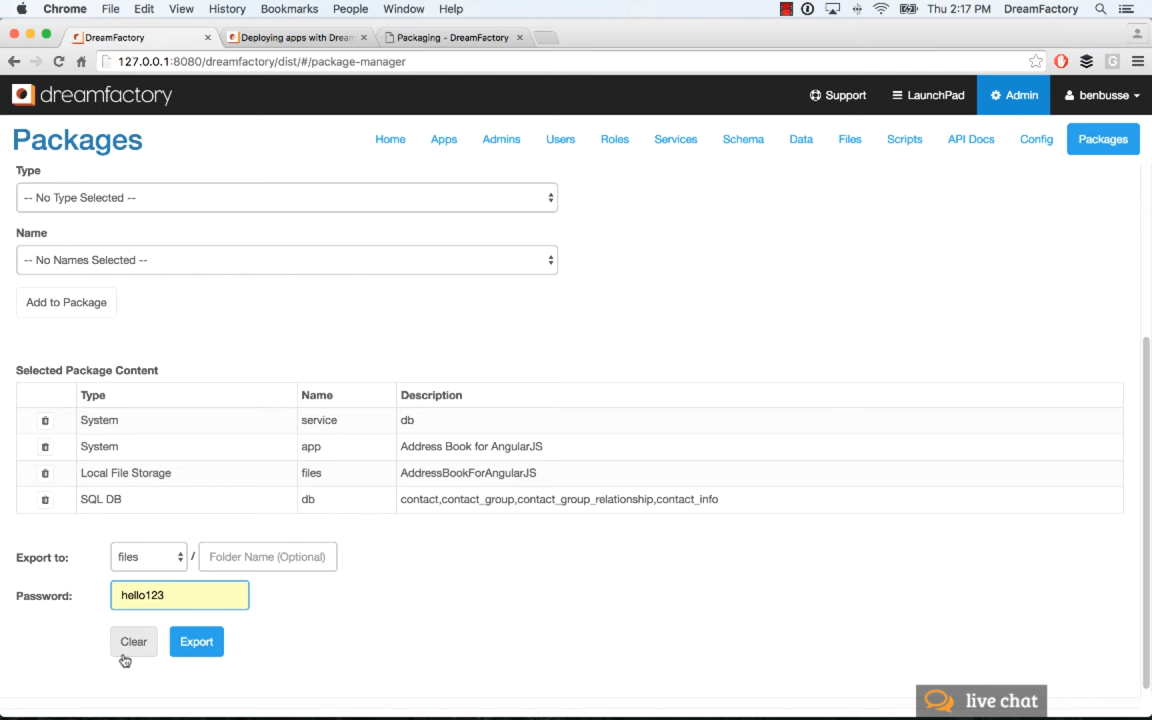 Chrome File Edit View History Bookmarks People Window Help Thu 2:17 PM DreamFactory
DreamFactory × Deploying apps with Dream × Packaging - DreamFactory ×
127.0.0.1:8080/dreamfactory/dist/#/package-manager
dreamfactory Support LaunchPad Admin benbusse
Packages Home Apps Admins Users Roles Services Schema Data Files Scripts API Docs Config Packages
Type
-- No Type Selected --
Name
-- No Names Selected --
Add to Package
Selected Package Content
Type Name Description
System service db
System app Address Book for AngularJS
Local File Storage files AddressBookForAngularJS
SQL DB db contact,contact_group,contact_group_relationship,contact_info
Export to: files / Folder Name (Optional)
Password: hello123
Clear Export
live chat